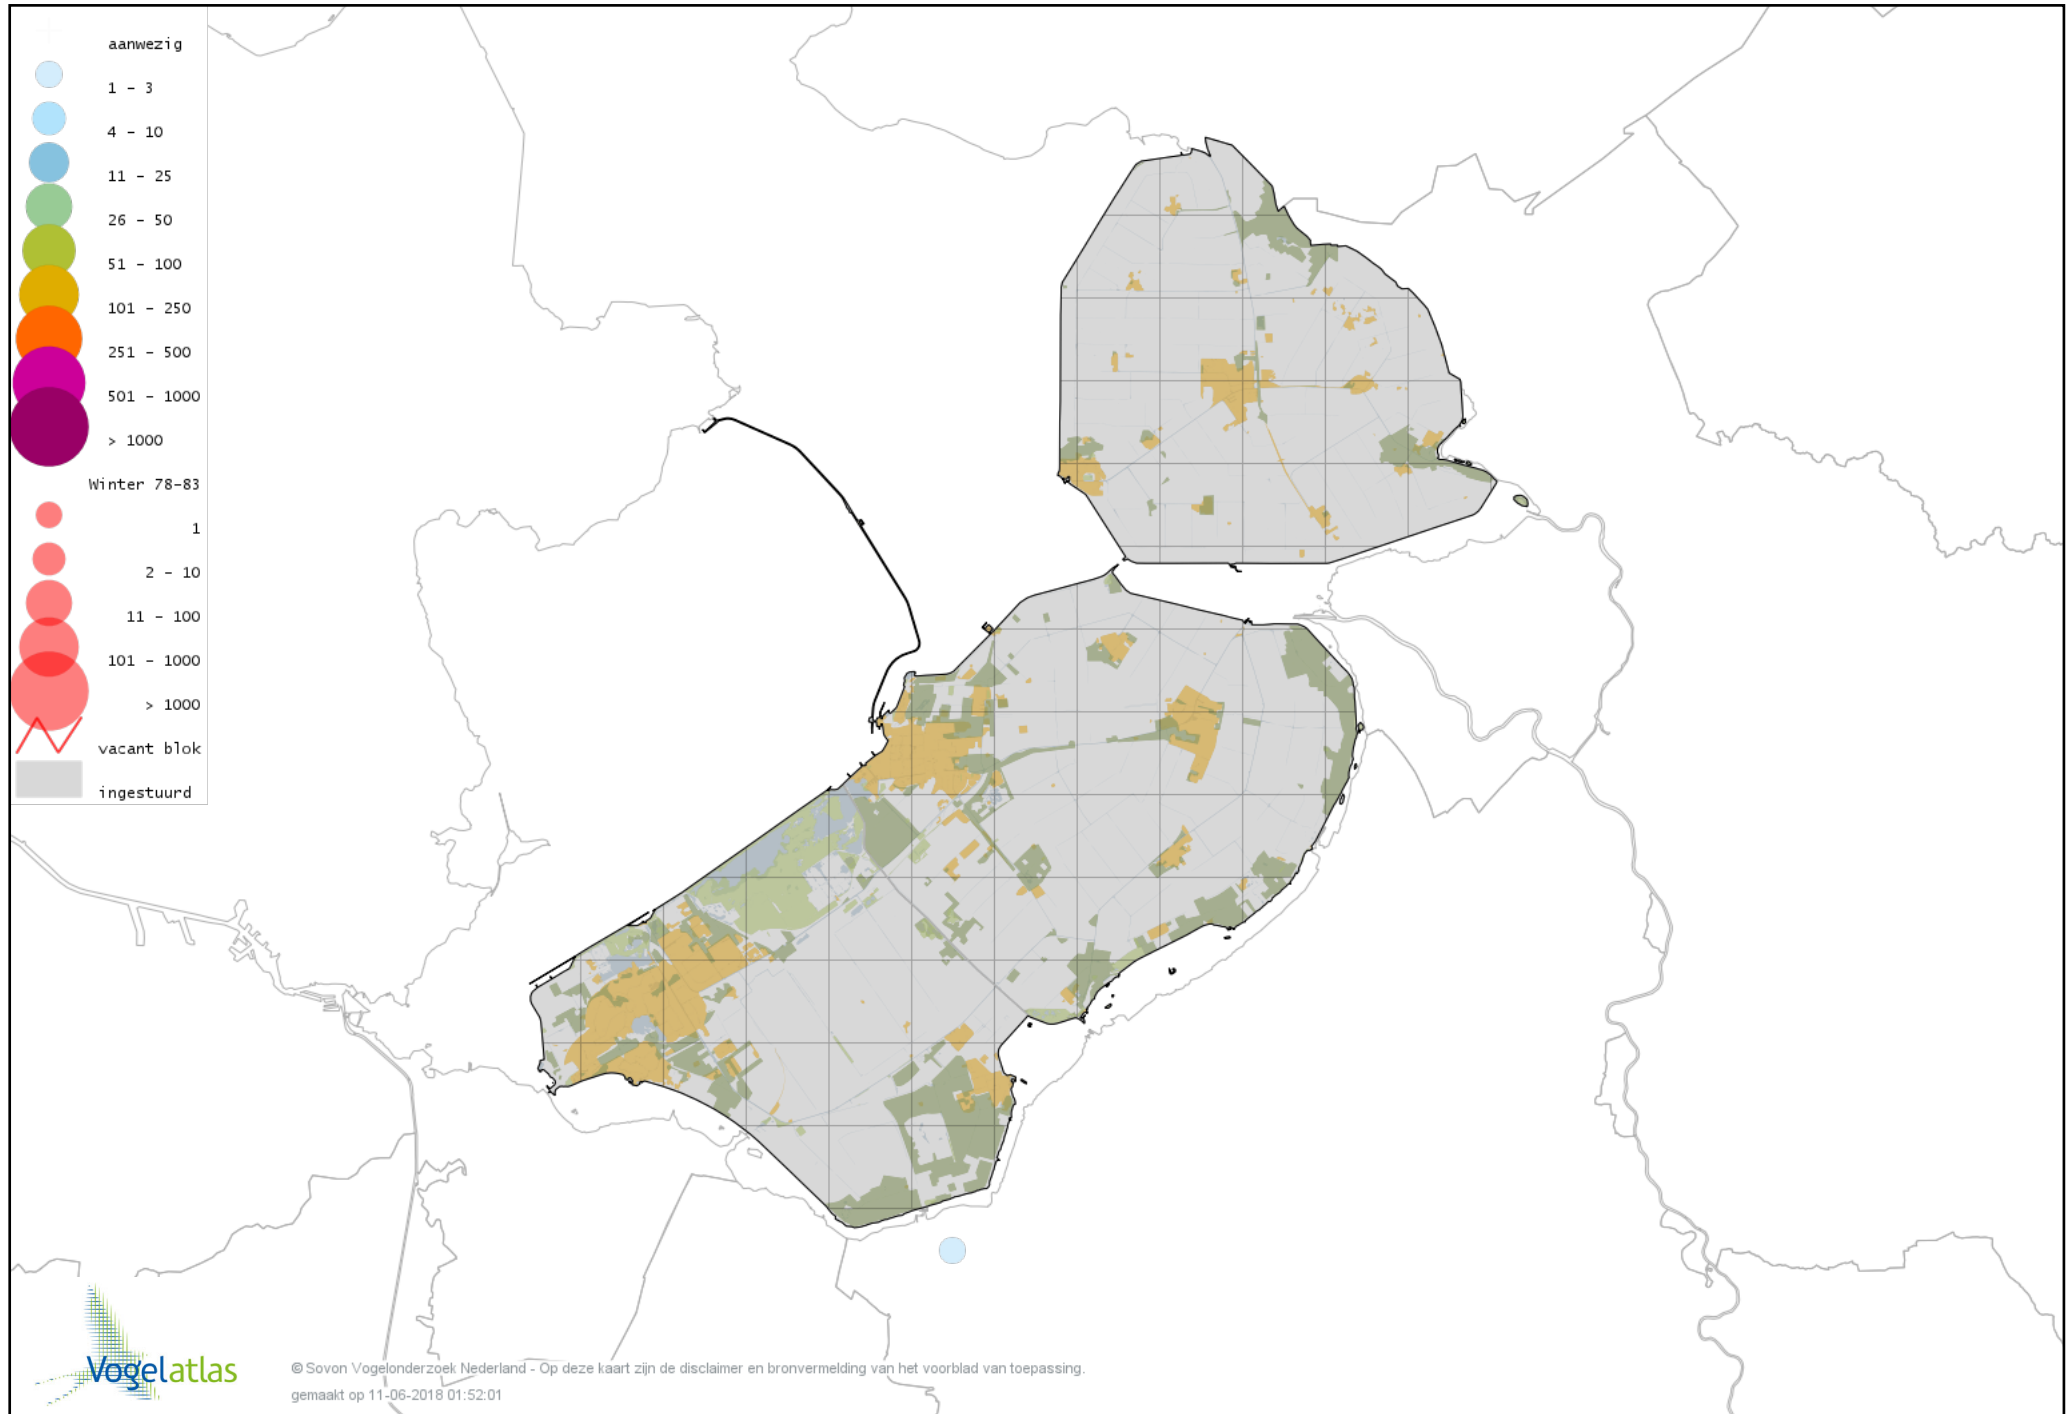 aanwezig
1 - 3
4 - 10
11 - 25
26 - 50
51 - 100
101 - 250
251 - 500
501 - 1000
> 1000
Winter 78-83
1
2 - 10
11 - 100
101 - 1000
> 1000
vacant blok
ingestuurd
Vogelatlas
© Sovon Vogelonderzoek Nederland - Op deze kaart zijn de disclaimer en bronvermelding van het voorblad van toepassing.
gemaakt op 11-06-2018 01:52:01